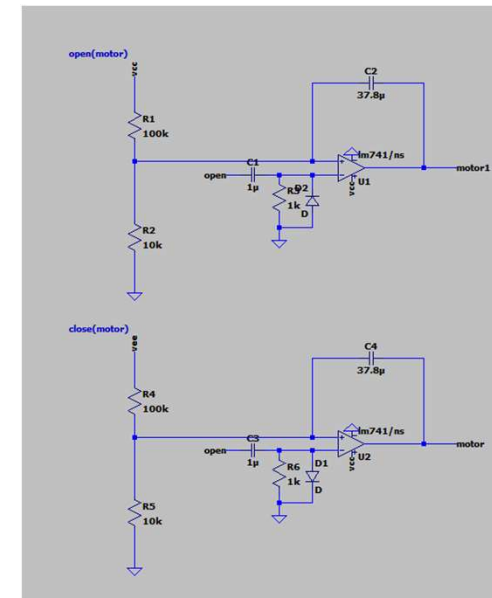 open(motor)
vcc
R1
100k
C2
37.8µ
lm741/ns
open
C1
1µ
R3
1k
D2
D
U1
vcc
motor1
R2
10k
close(motor)
vee
R4
100k
C4
37.8µ
lm741/ns
open
C3
1µ
R6
1k
D1
D
U2
vcc
motor
R5
10k